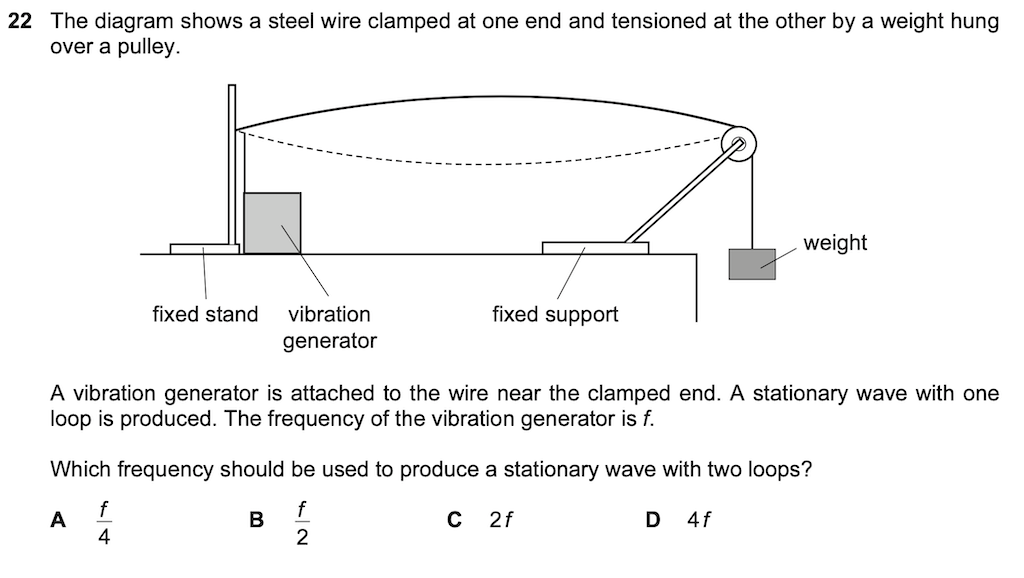 22 The diagram shows a steel wire clamped at one end and tensioned at the other by a weight hung
over a pulley.
weight
fixed stand
vibration
generator
fixed support
A vibration generator is attached to the wire near the clamped end. A stationary wave with one
loop is produced. The frequency of the vibration generator is f.
Which frequency should be used to produce a stationary wave with two loops?
A f/4 B f/2 C 2f D 4f